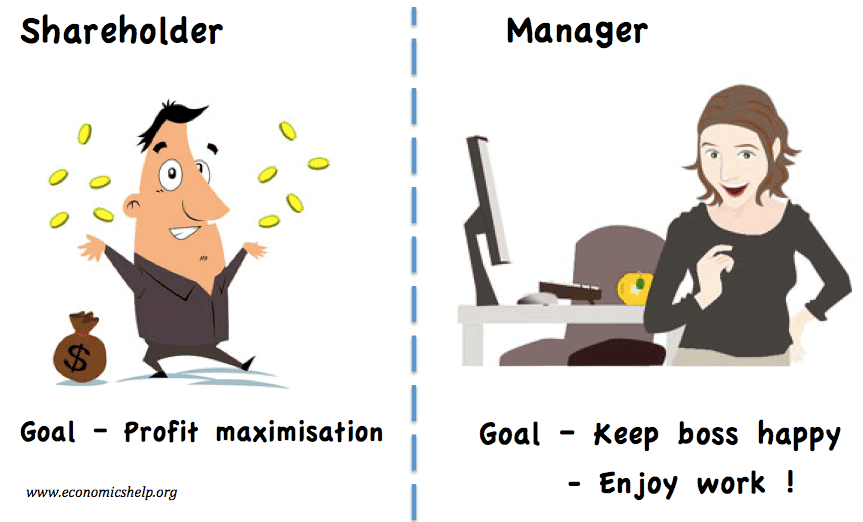 Shareholder
Manager
$
Goal - Profit maximisation
Goal - Keep boss happy
- Enjoy work !
www.economicshelp.org